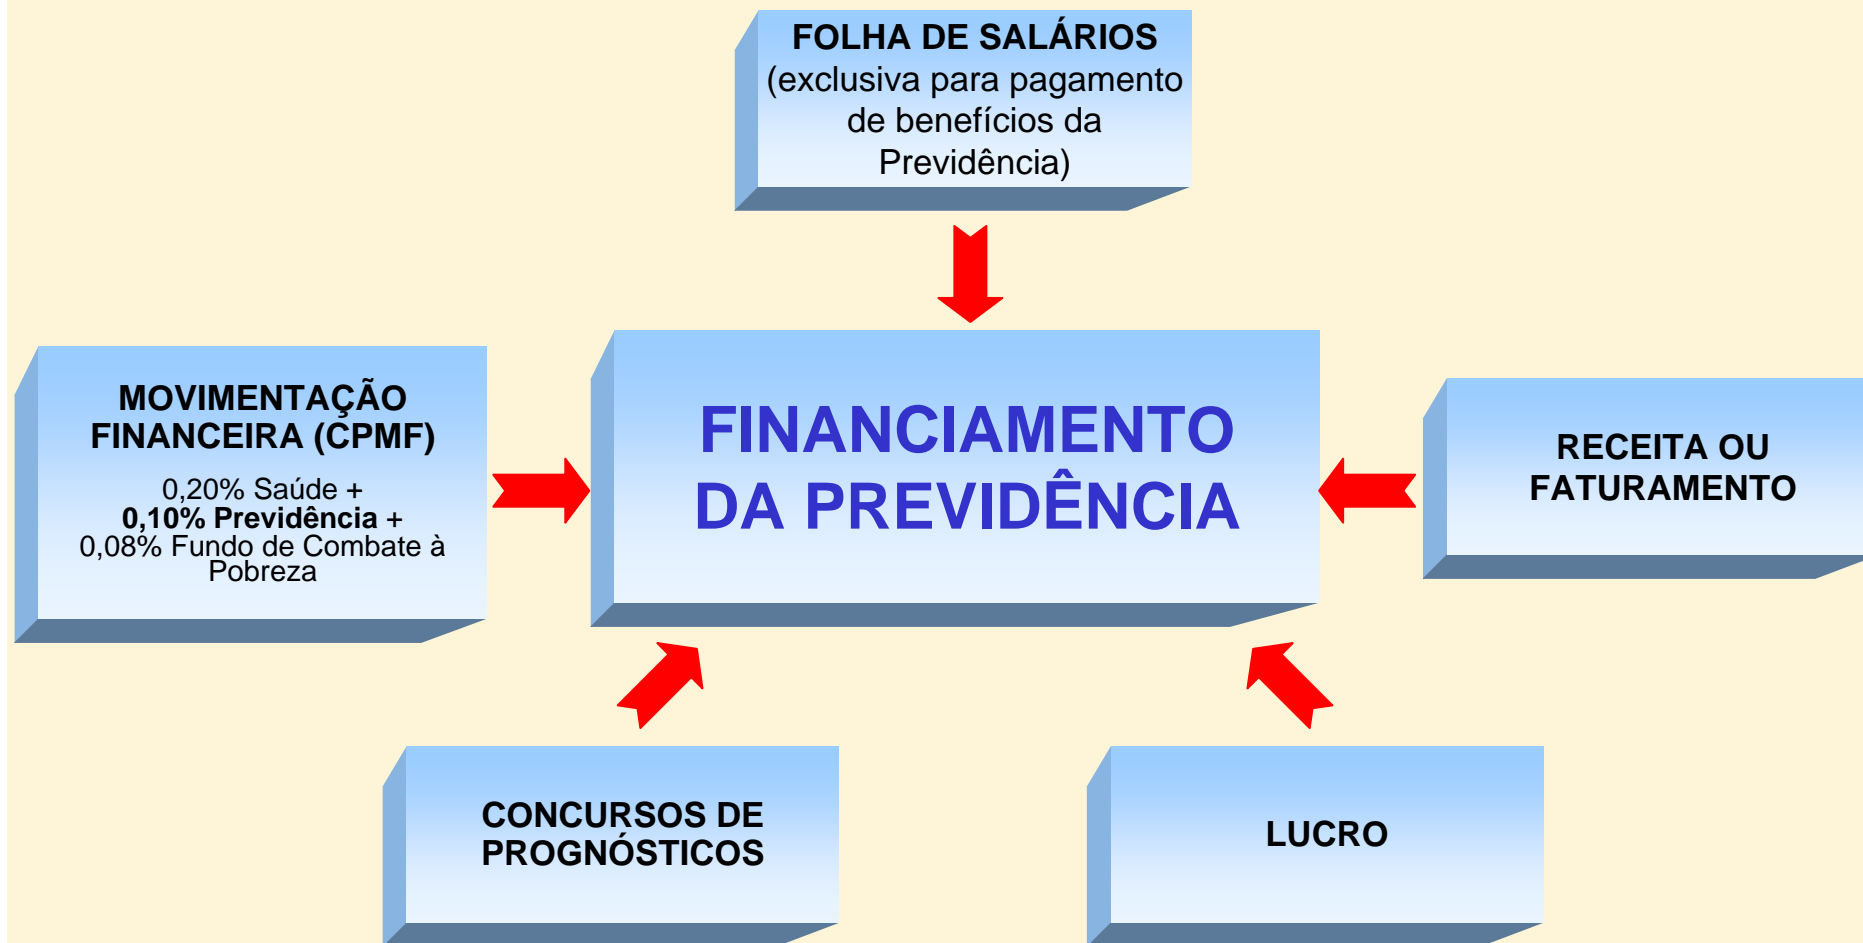 FOLHA DE SALÁRIOS
(exclusiva para pagamento
de benefícios da
Previdência)
MOVIMENTAÇÃO
FINANCEIRA (CPMF)
0,20% Saúde +
0,10% Previdência +
0,08% Fundo de Combate à
Pobreza
FINANCIAMENTO
DA PREVIDÊNCIA
RECEITA OU
FATURAMENTO
CONCURSOS DE
PROGNÓSTICOS
LUCRO